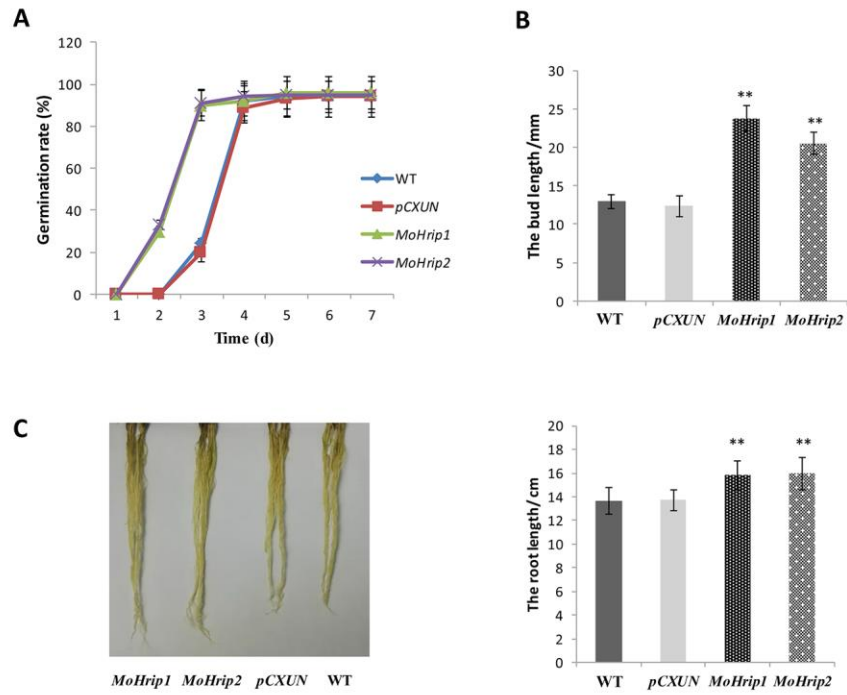 A
Germination rate (%)
120
100
80
60
40
20
0
1 2 3 4 5 6 7
Time (d)
WT
pCXUN
MoHrip1
MoHrip2
B
The bud length /mm
30
25
20
15
10
5
0
**
**
WT pCXUN MoHrip1 MoHrip2
C
MoHrip1 MoHrip2 pCXUN WT
The root length/cm
20
18
16
14
12
10
8
6
4
2
0
** **
WT pCXUN MoHrip1 MoHrip2